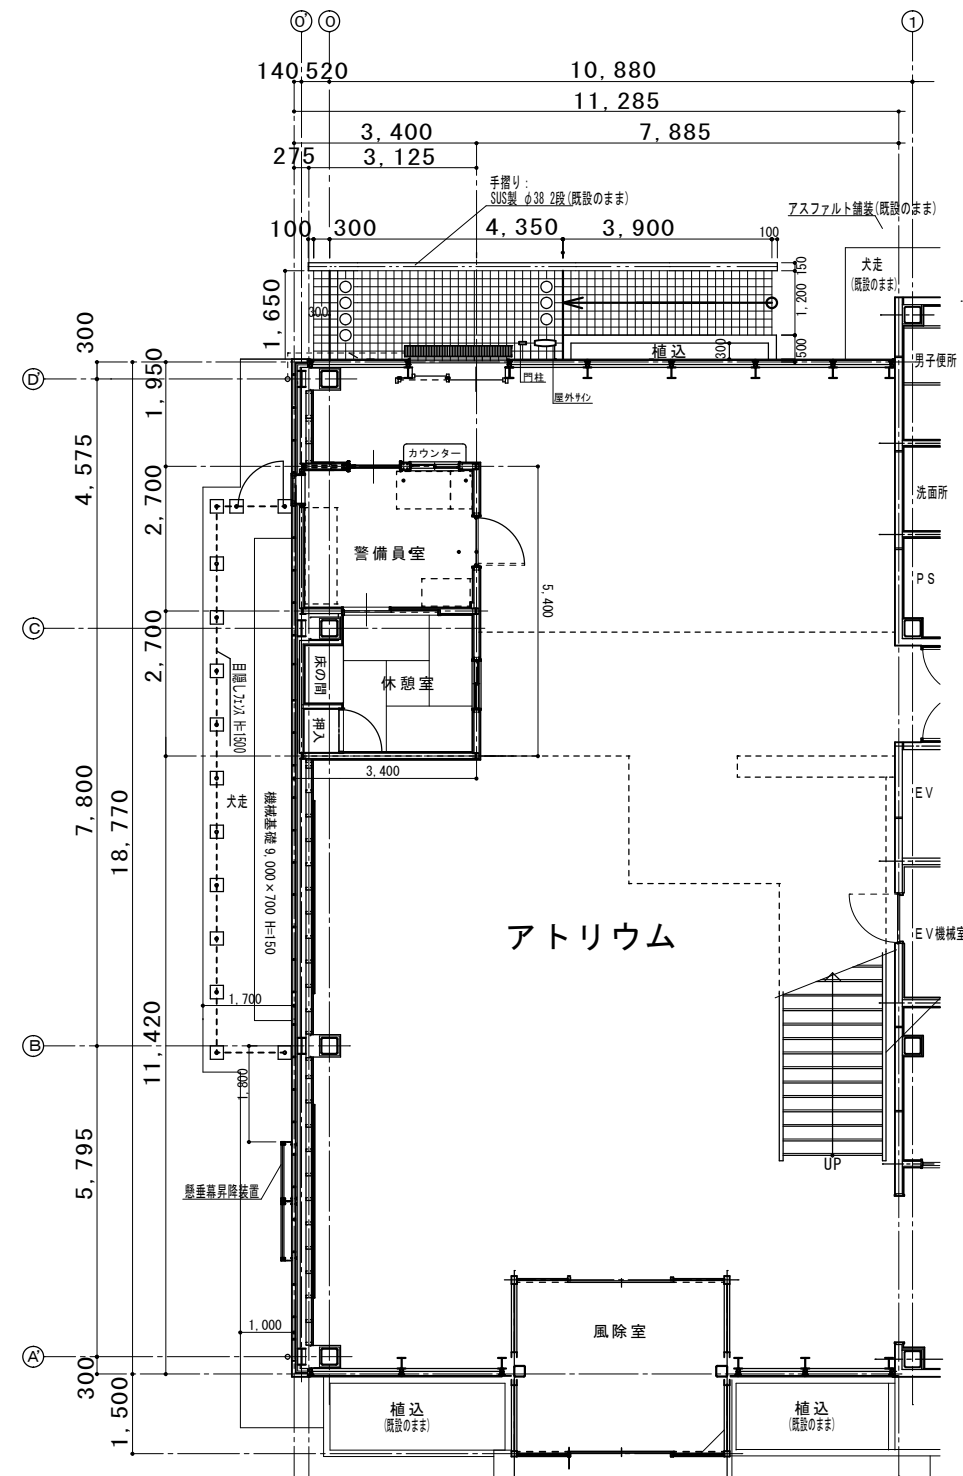 0' 0 1
140 520 10,880
11,285
3,400 7,885
275 3,125
手摺り：
SUS製 φ38 2段(既設のまま)
アスファルト舗装(既設のまま)
100 300 4,350 3,900 100
犬走
(既設のまま)
150
1,200
500
1,650
300
300
植込
300
門柱
屋外サイン
男子便所
D'
1,950
4,575
カウンター
2,700
洗面所
警備員室
5,400
PS
C
2,700
床の間
休憩室
押入
目隠しフェンス H=1500
3,400
7,800
18,770
犬走
機械基礎 9,000×700 H=150
EV
アトリウム
EV機械室
1,700
11,420
B
1,800
5,795
UP
懸垂幕昇降装置
1,000
風除室
A'
300
1,500
植込
(既設のまま)
植込
(既設のまま)